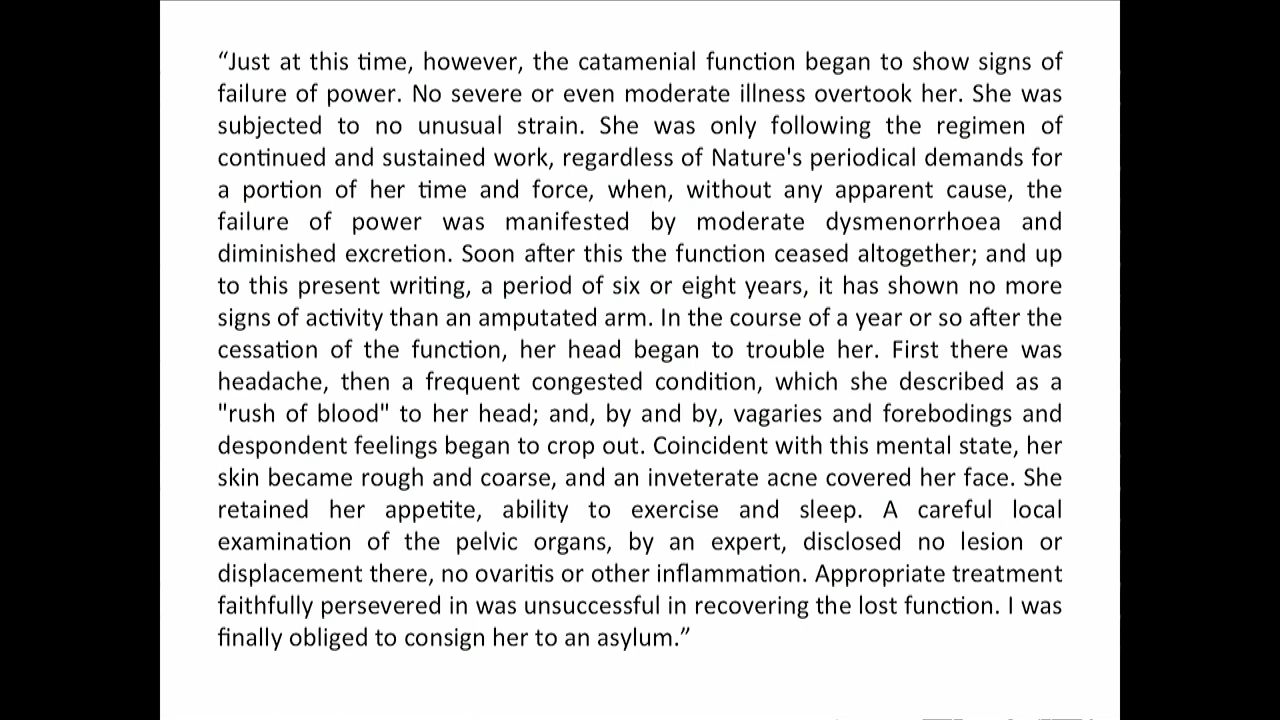 “Just at this time, however, the catamenial function began to show signs of
failure of power. No severe or even moderate illness overtook her. She was
subjected to no unusual strain. She was only following the regimen of
continued and sustained work, regardless of Nature's periodical demands for
a portion of her time and force, when, without any apparent cause, the
failure of power was manifested by moderate dysmenorrhoea and
diminished excretion. Soon after this the function ceased altogether; and up
to this present writing, a period of six or eight years, it has shown no more
signs of activity than an amputated arm. In the course of a year or so after the
cessation of the function, her head began to trouble her. First there was
headache, then a frequent congested condition, which she described as a
"rush of blood" to her head; and, by and by, vagaries and forebodings and
despondent feelings began to crop out. Coincident with this mental state, her
skin became rough and coarse, and an inveterate acne covered her face. She
retained her appetite, ability to exercise and sleep. A careful local
examination of the pelvic organs, by an expert, disclosed no lesion or
displacement there, no ovaritis or other inflammation. Appropriate treatment
faithfully persevered in was unsuccessful in recovering the lost function. I was
finally obliged to consign her to an asylum.”